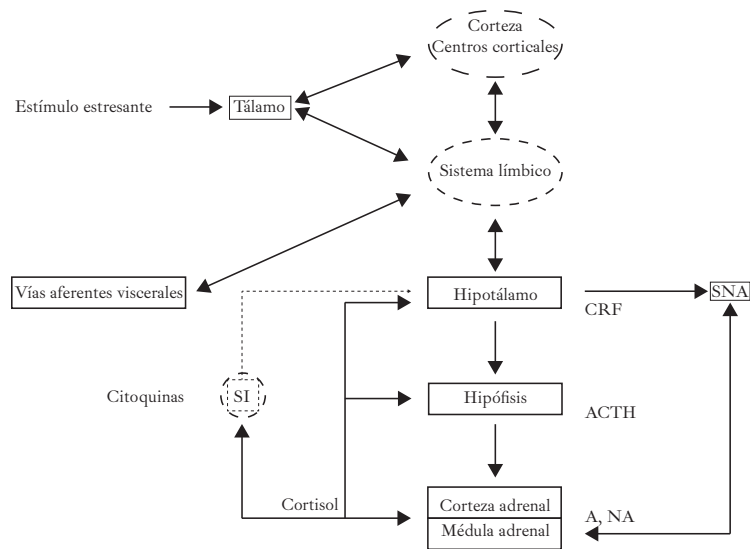 Corteza
Centros corticales
Estímulo estresante
Tálamo
Sistema límbico
Vías aferentes viscerales
Hipotálamo
SNA
CRF
Citoquinas
SI
Hipófisis
ACTH
Cortisol
Corteza adrenal
A, NA
Médula adrenal